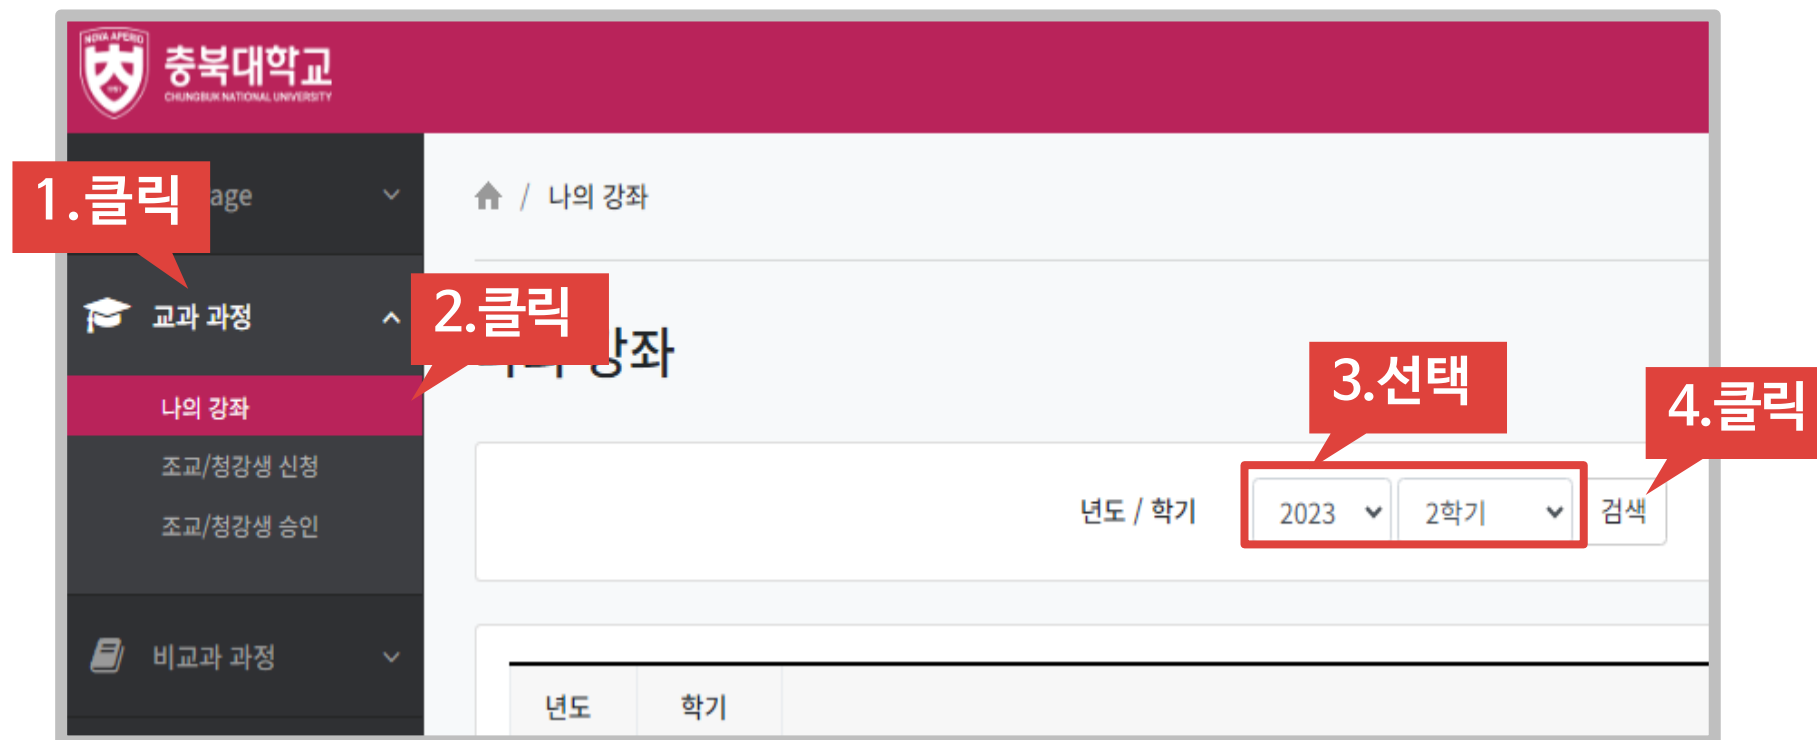 NOVA APERIO
충북대학교
CHUNGBUK NATIONAL UNIVERSITY
1.클릭
age
/ 나의 강좌
교과 과정
2.클릭
강좌
나의 강좌
3.선택
4.클릭
조교/청강생 신청
년도 / 학기 2023 2학기 검색
조교/청강생 승인
비교과 과정
년도 학기